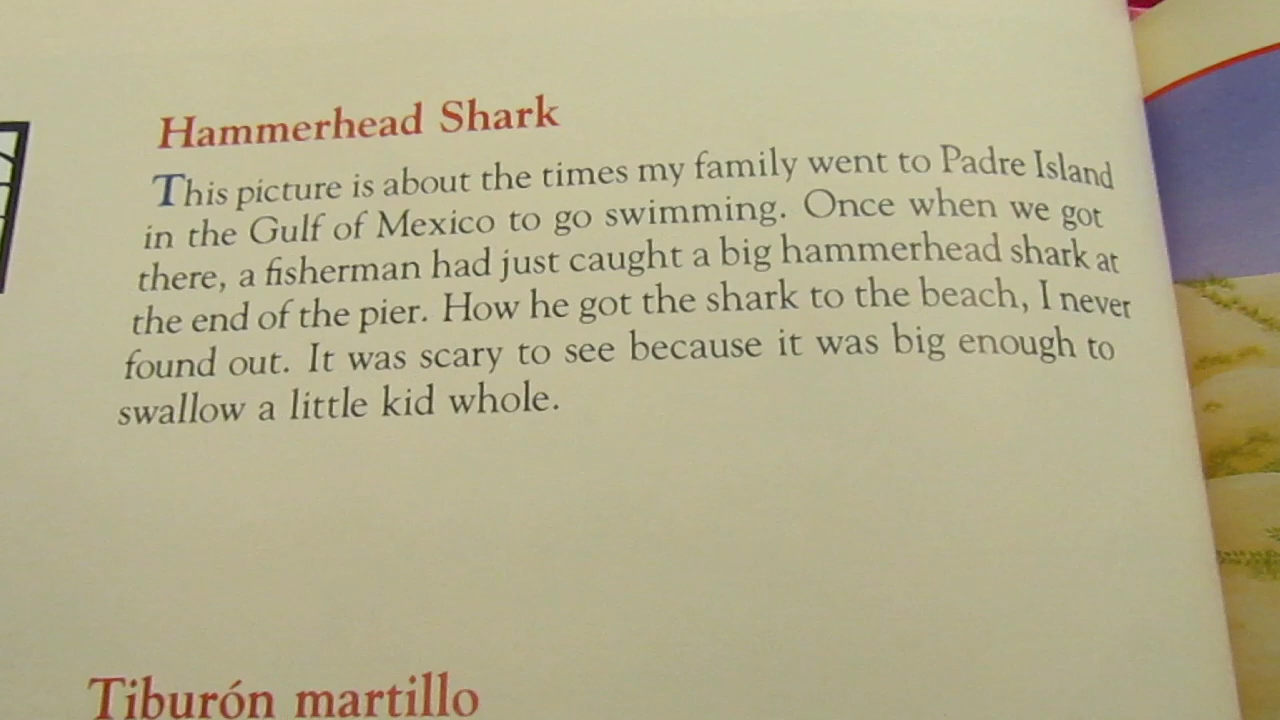 Hammerhead Shark
This picture is about the times my family went to Padre Island
in the Gulf of Mexico to go swimming. Once when we got
there, a fisherman had just caught a big hammerhead shark at
the end of the pier. How he got the shark to the beach, I never
found out. It was scary to see because it was big enough to
swallow a little kid whole.
Tiburón martillo